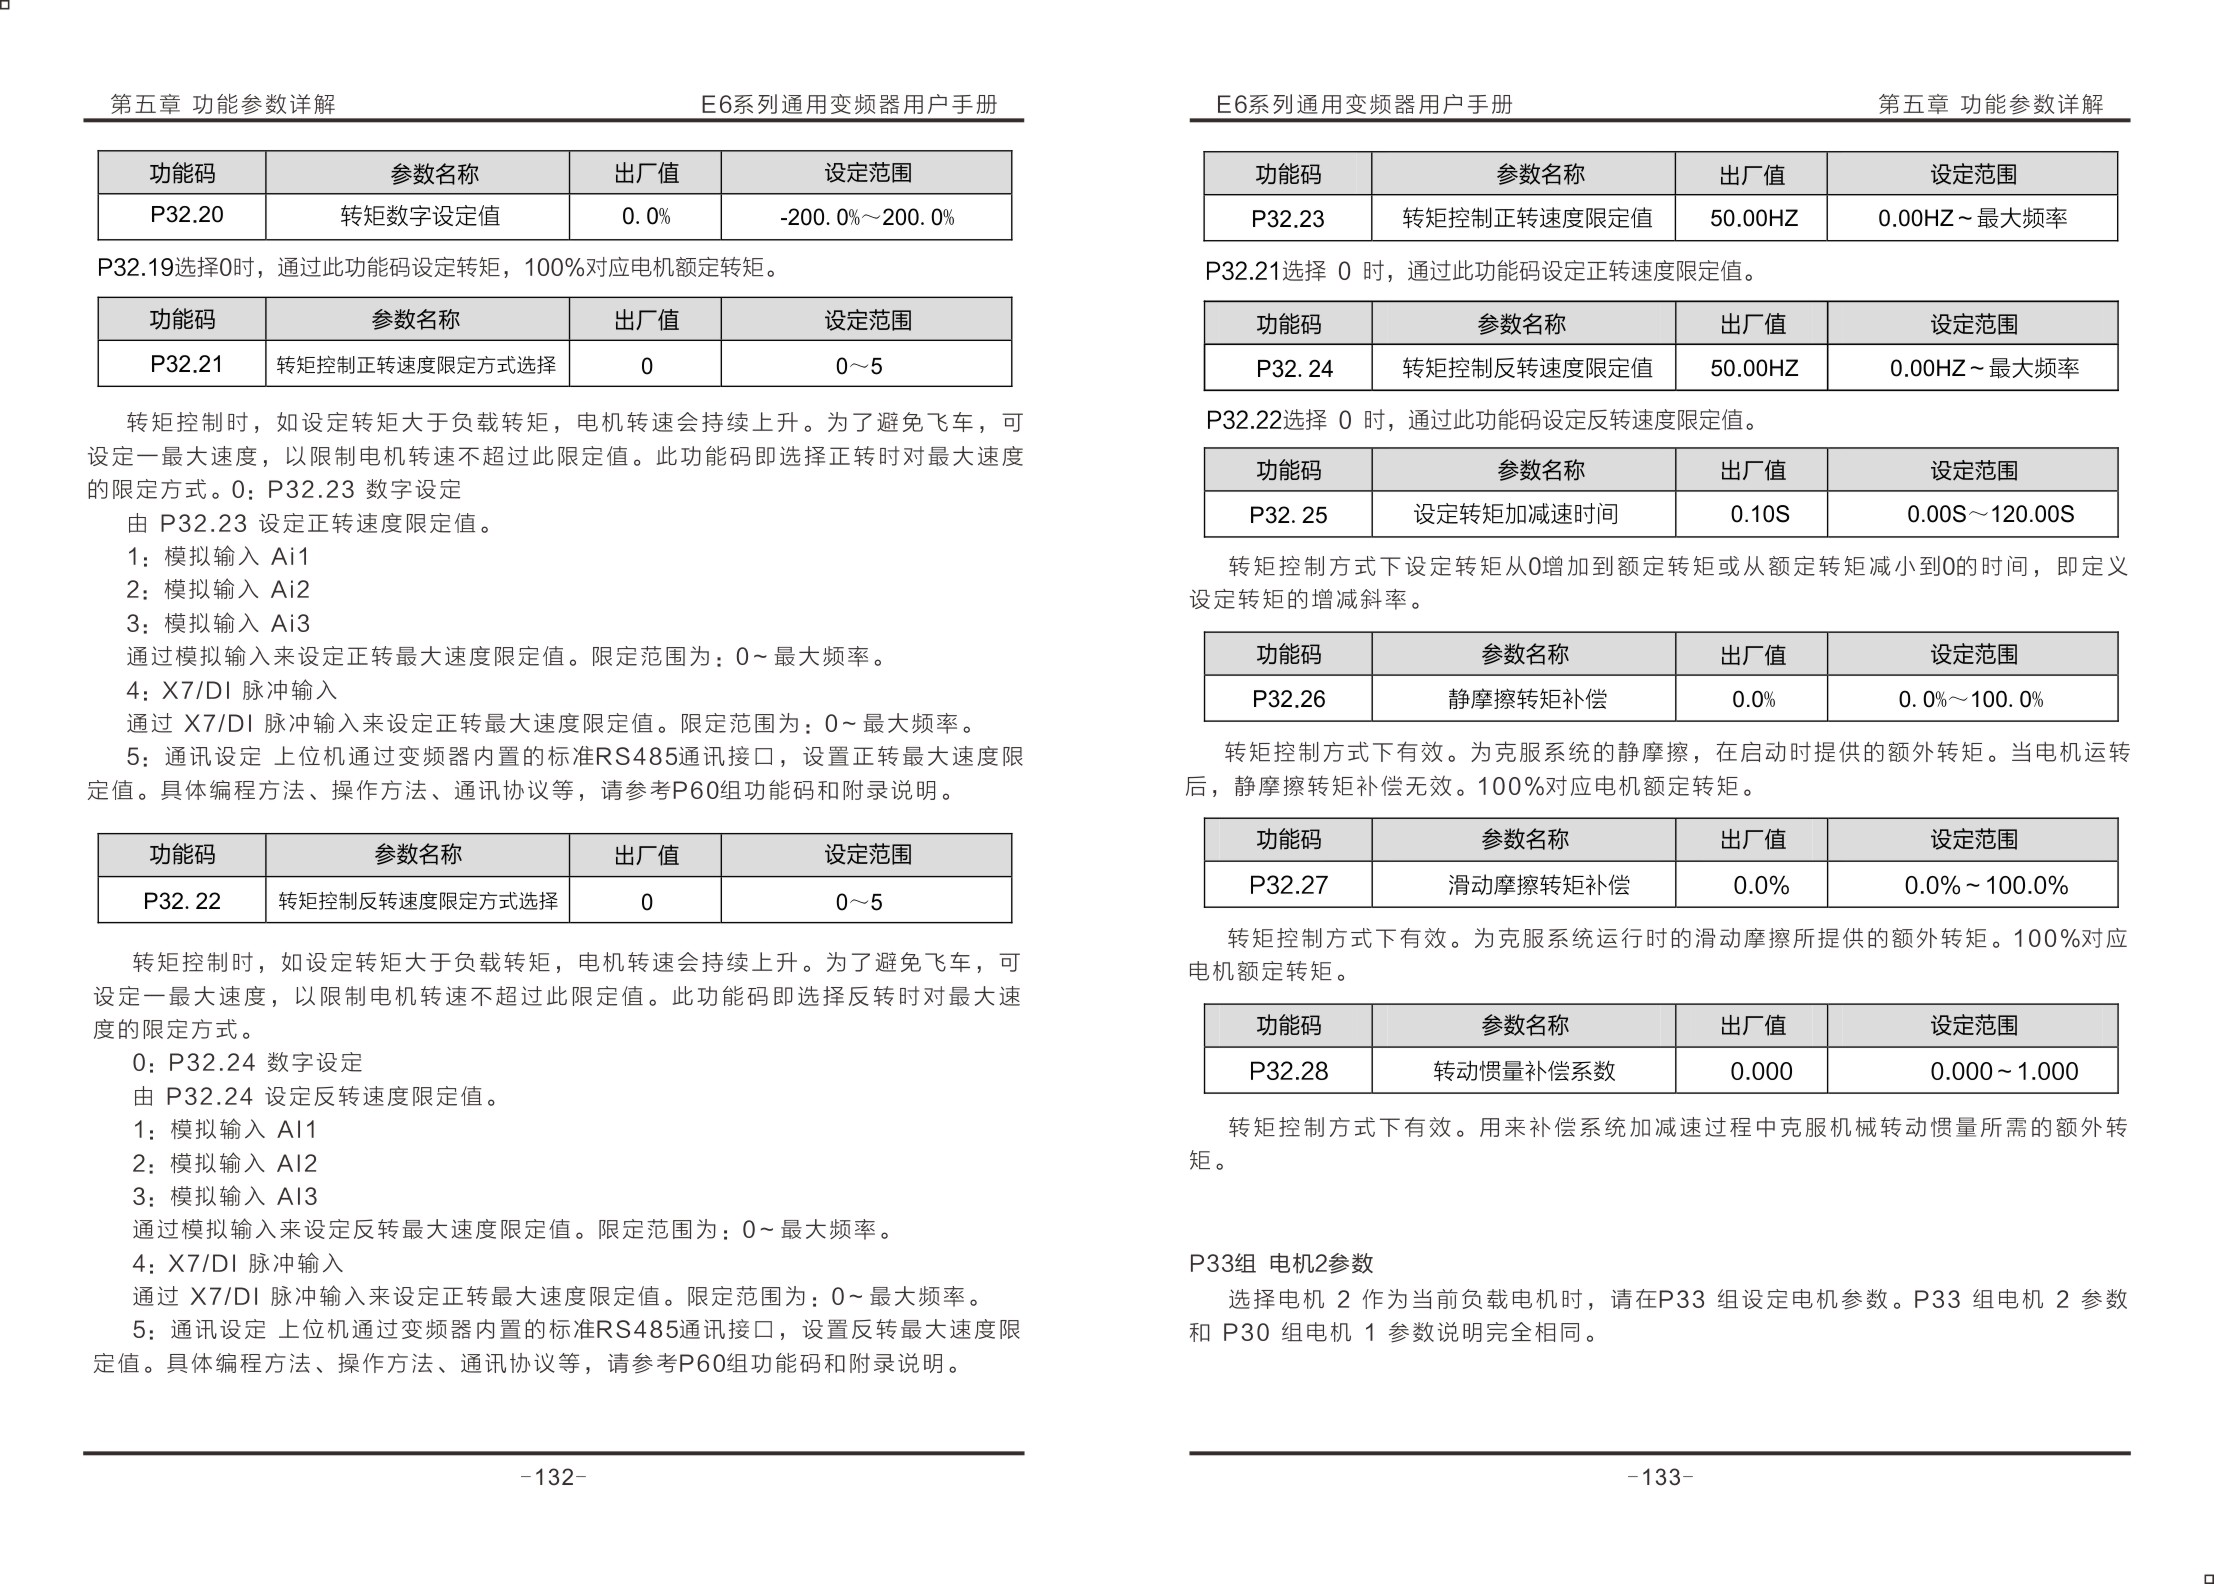 第五章 功能参数详解 E6系列通用变频器用户手册
功能码 参数名称 出厂值 设定范围
P32.20 转矩数字设定值 0.0% -200.0%～200.0%
P32.19选择0时，通过此功能码设定转矩，100%对应电机额定转矩。
功能码 参数名称 出厂值 设定范围
P32.21 转矩控制正转速度限定方式选择 0 0～5
转矩控制时，如设定转矩大于负载转矩，电机转速会持续上升。为了避免飞车，可
设定一最大速度，以限制电机转速不超过此限定值。此功能码即选择正转时对最大速度
的限定方式。0：P32.23 数字设定
由 P32.23 设定正转速度限定值。
1：模拟输入 Ai1
2：模拟输入 Ai2
3：模拟输入 Ai3
通过模拟输入来设定正转最大速度限定值。限定范围为：0～最大频率。
4：X7/DI 脉冲输入
通过 X7/DI 脉冲输入来设定正转最大速度限定值。限定范围为：0～最大频率。
5：通讯设定 上位机通过变频器内置的标准RS485通讯接口，设置正转最大速度限
定值。具体编程方法、操作方法、通讯协议等，请参考P60组功能码和附录说明。
功能码 参数名称 出厂值 设定范围
P32.22 转矩控制反转速度限定方式选择 0 0～5
转矩控制时，如设定转矩大于负载转矩，电机转速会持续上升。为了避免飞车，可
设定一最大速度，以限制电机转速不超过此限定值。此功能码即选择反转时对最大速
度的限定方式。
0：P32.24 数字设定
由 P32.24 设定反转速度限定值。
1：模拟输入 AI1
2：模拟输入 AI2
3：模拟输入 AI3
通过模拟输入来设定反转最大速度限定值。限定范围为：0～最大频率。
4：X7/DI 脉冲输入
通过 X7/DI 脉冲输入来设定正转最大速度限定值。限定范围为：0～最大频率。
5：通讯设定 上位机通过变频器内置的标准RS485通讯接口，设置反转最大速度限
定值。具体编程方法、操作方法、通讯协议等，请参考P60组功能码和附录说明。
-132-
E6系列通用变频器用户手册 第五章 功能参数详解
功能码 参数名称 出厂值 设定范围
P32.23 转矩控制正转速度限定值 50.00HZ 0.00HZ～最大频率
P32.21选择 0 时，通过此功能码设定正转速度限定值。
功能码 参数名称 出厂值 设定范围
P32.24 转矩控制反转速度限定值 50.00HZ 0.00HZ～最大频率
P32.22选择 0 时，通过此功能码设定反转速度限定值。
功能码 参数名称 出厂值 设定范围
P32.25 设定转矩加减速时间 0.10S 0.00S～120.00S
转矩控制方式下设定转矩从0增加到额定转矩或从额定转矩减小到0的时间，即定义
设定转矩的增减斜率。
功能码 参数名称 出厂值 设定范围
P32.26 静摩擦转矩补偿 0.0% 0.0%～100.0%
转矩控制方式下有效。为克服系统的静摩擦，在启动时提供的额外转矩。当电机运转
后，静摩擦转矩补偿无效。100%对应电机额定转矩。
功能码 参数名称 出厂值 设定范围
P32.27 滑动摩擦转矩补偿 0.0% 0.0%～100.0%
转矩控制方式下有效。为克服系统运行时的滑动摩擦所提供的额外转矩。100%对应
电机额定转矩。
功能码 参数名称 出厂值 设定范围
P32.28 转动惯量补偿系数 0.000 0.000～1.000
转矩控制方式下有效。用来补偿系统加减速过程中克服机械转动惯量所需的额外转
矩。
P33组 电机2参数
选择电机 2 作为当前负载电机时，请在P33 组设定电机参数。P33 组电机 2 参数
和 P30 组电机 1 参数说明完全相同。
-133-